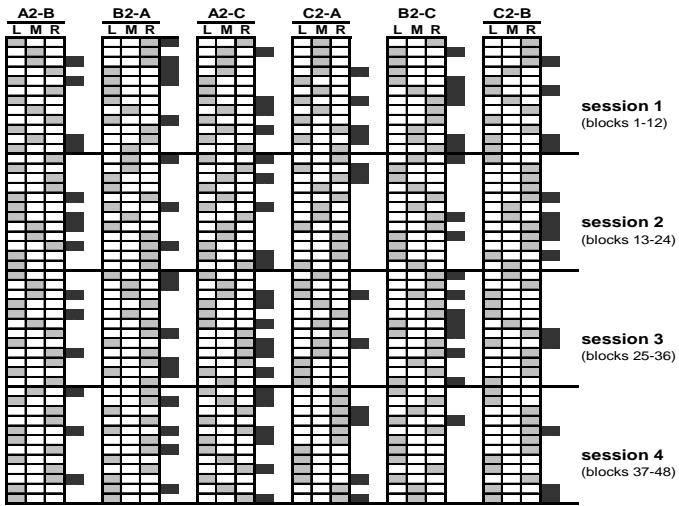 A2-B B2-A A2-C C2-A B2-C C2-B
L M R L M R L M R L M R L M R L M R
session 1
(blocks 1-12)
session 2
(blocks 13-24)
session 3
(blocks 25-36)
session 4
(blocks 37-48)